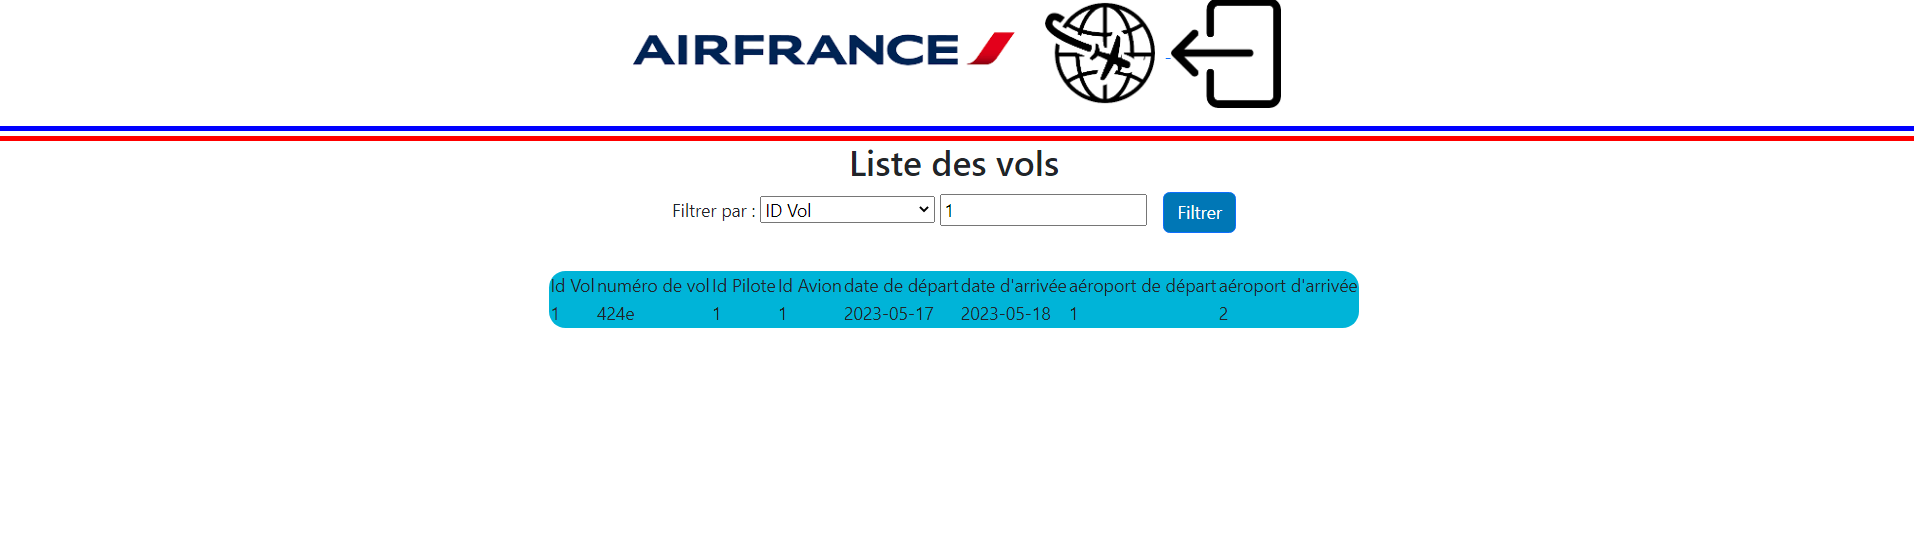 AIRFRANCE
Liste des vols
Filtrer par : ID Vol 1 Filtrer
Id Vol numéro de vol Id Pilote Id Avion date de départ date d'arrivée aéroport de départ aéroport d'arrivée
1 424e 1 1 2023-05-17 2023-05-18 1 2